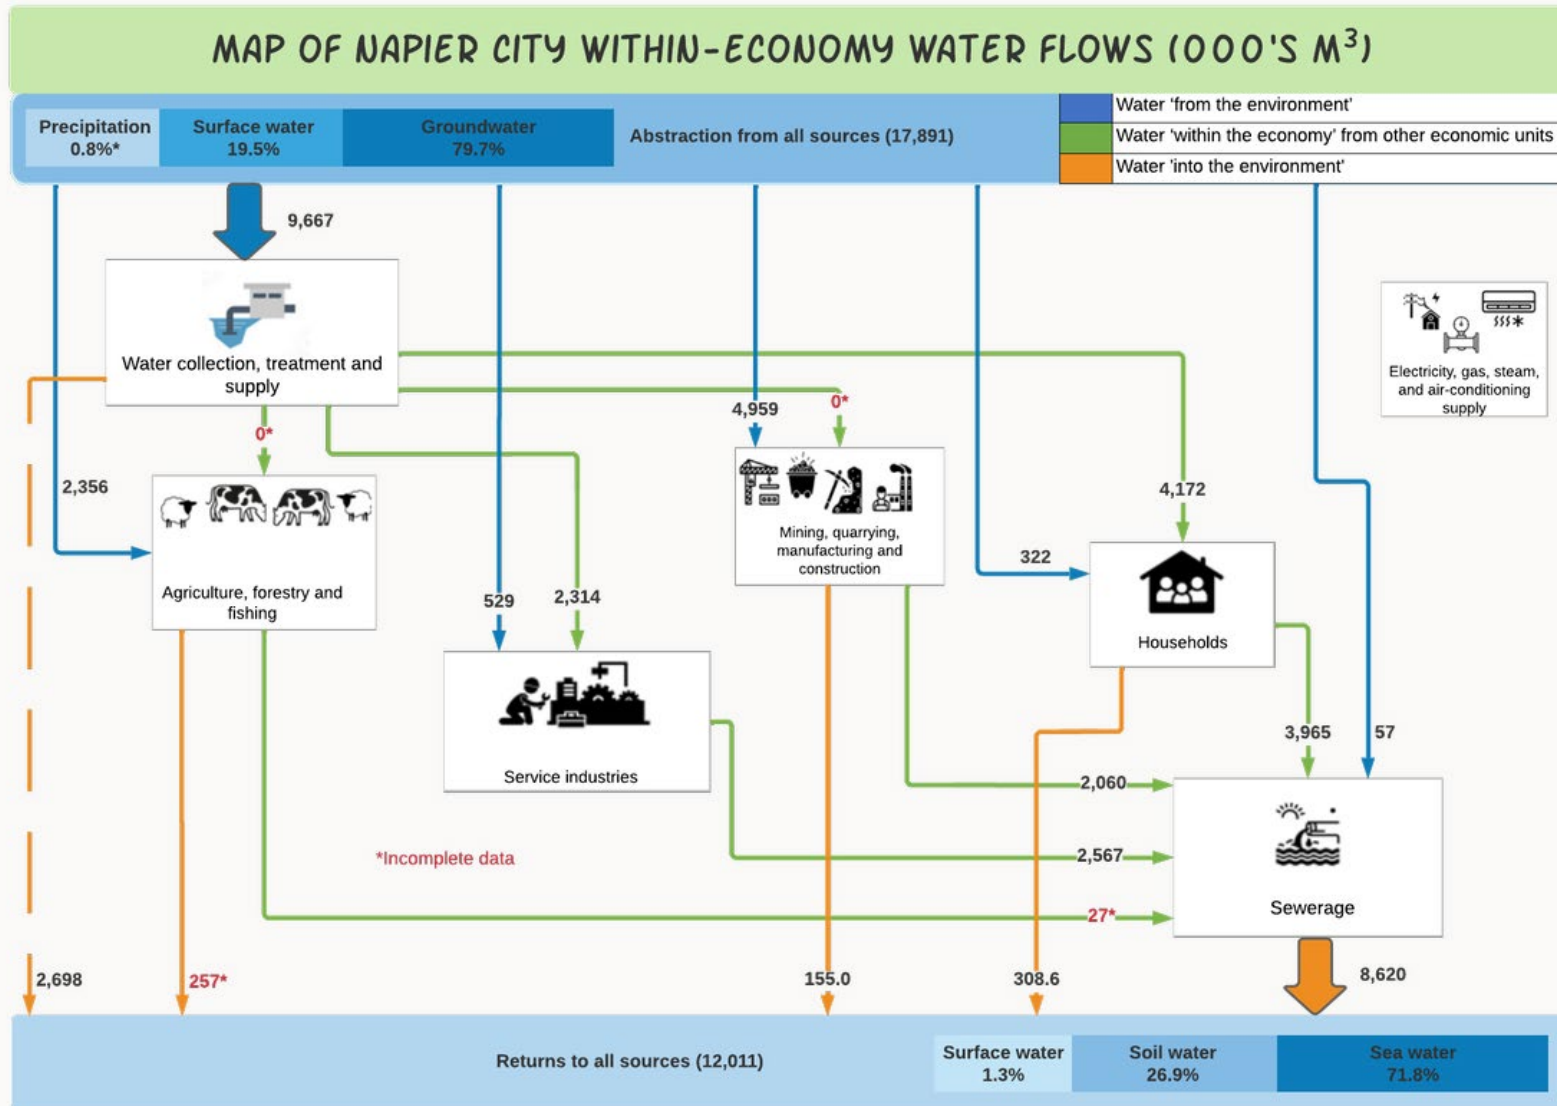 MAP OF NAPIER CITY WITHIN-ECONOMY WATER FLOWS (000'S M³)
Precipitation
0.8%*
Surface water
19.5%
Groundwater
79.7%
Abstraction from all sources (17,891)
Water 'from the environment'
Water 'within the economy' from other economic units
Water 'into the environment'
9,667
Water collection, treatment and
supply
Electricity, gas, steam,
and air-conditioning
supply
0*
4,959
0*
2,356
4,172
Mining, quarrying,
manufacturing and
construction
322
Agriculture, forestry and
fishing
529
2,314
Households
Service industries
3,965
57
2,060
*Incomplete data
2,567
27*
Sewerage
2,698
257*
155.0
308.6
8,620
Returns to all sources (12,011)
Surface water
1.3%
Soil water
26.9%
Sea water
71.8%